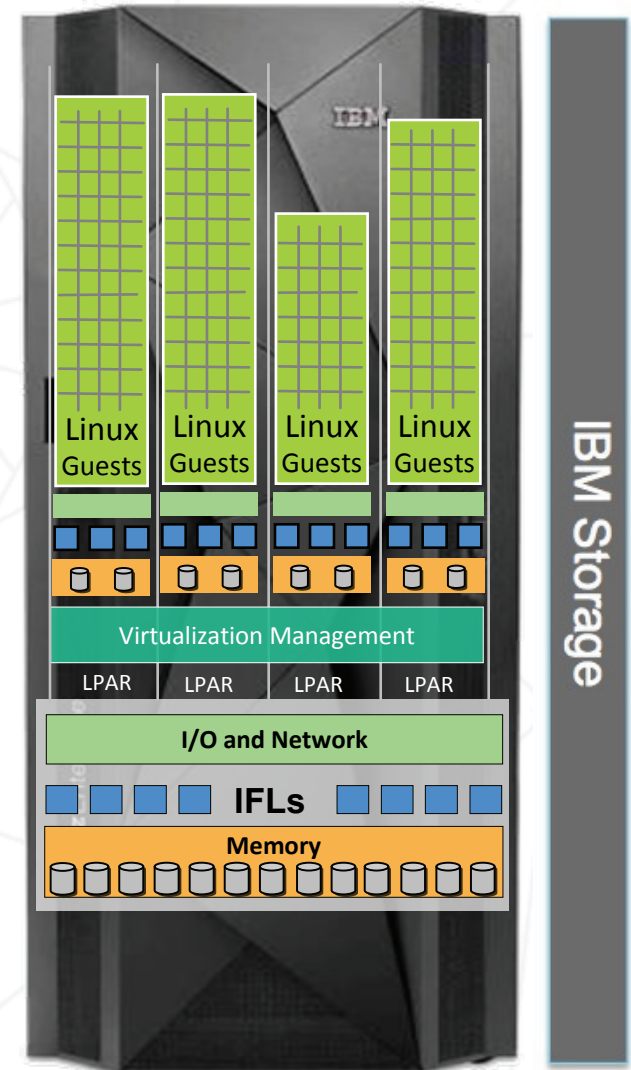 IBM
Linux
Guests
Linux
Guests
Linux
Guests
Linux
Guests
Virtualization Management
LPAR
LPAR
LPAR
LPAR
I/O and Network
IFLs
Memory
IBM Storage